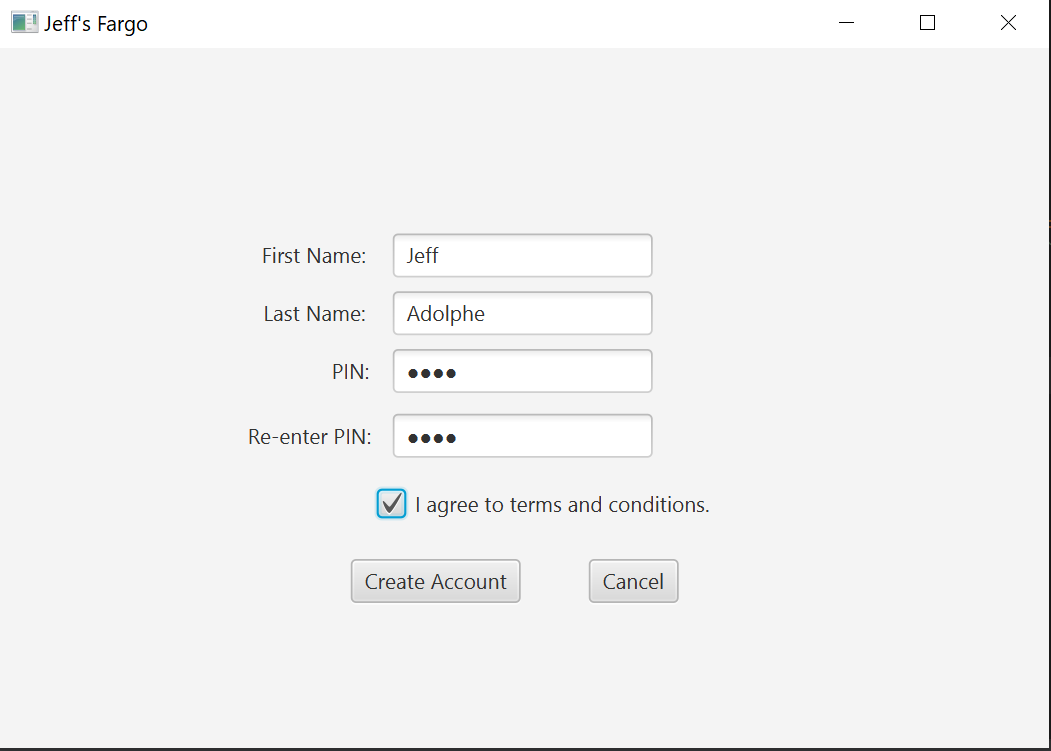 Jeff's Fargo
First Name: Jeff
Last Name: Adolphe
PIN: ●●●●
Re-enter PIN: ●●●●
I agree to terms and conditions.
Create Account Cancel